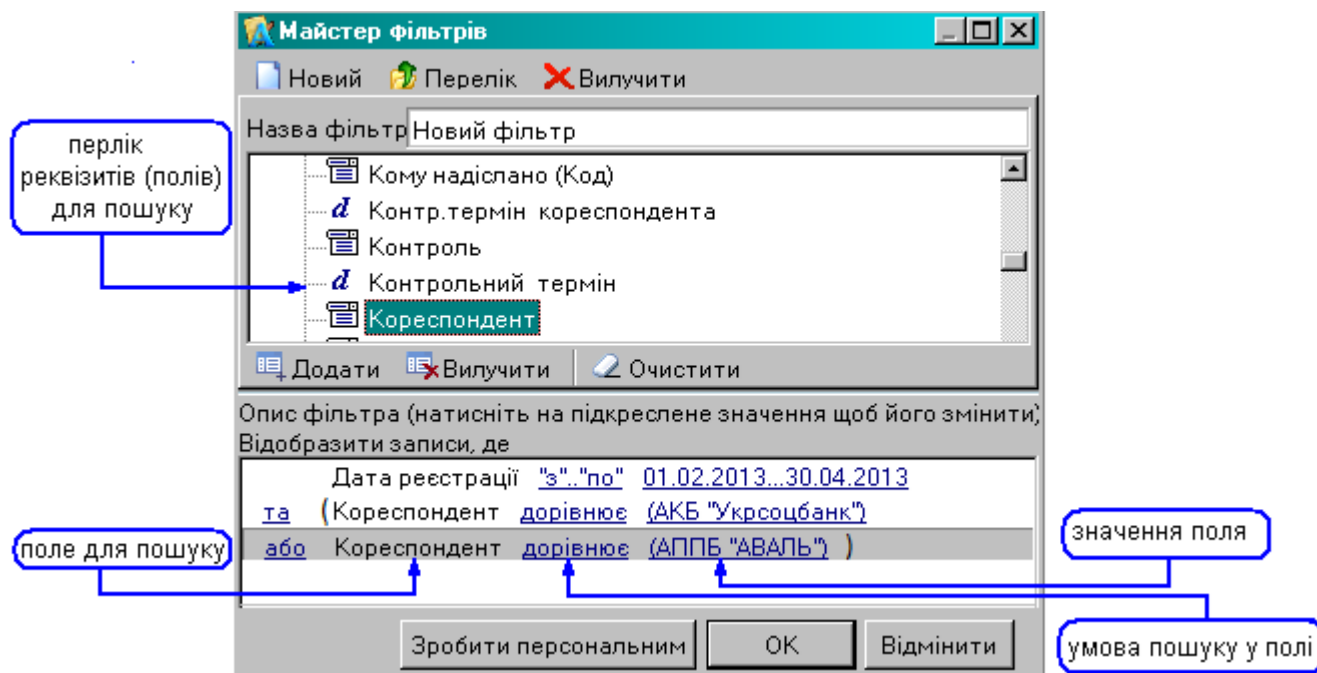 Майстер фільтрів
Новий Перелік Вилучити
Назва фільтр Новий фільтр
перлік
реквізитів (полів)
для пошуку
Кому надіслано (Код)
d Контр.термін кореспондента
Контроль
d Контрольний термін
Кореспондент
Додати Вилучити Очистити
Опис фільтра (натисніть на підкреслене значення щоб його змінити)
Відобразити записи, де
Дата реєстрації "з".."по" 01.02.2013...30.04.2013
та (Кореспондент дорівнює (АКБ "Укрсоцбанк")
або Кореспондент дорівнює (АППБ "АВАЛЬ") )
поле для пошуку
значення поля
умова пошуку у полі
Зробити персональним OK Відмінити